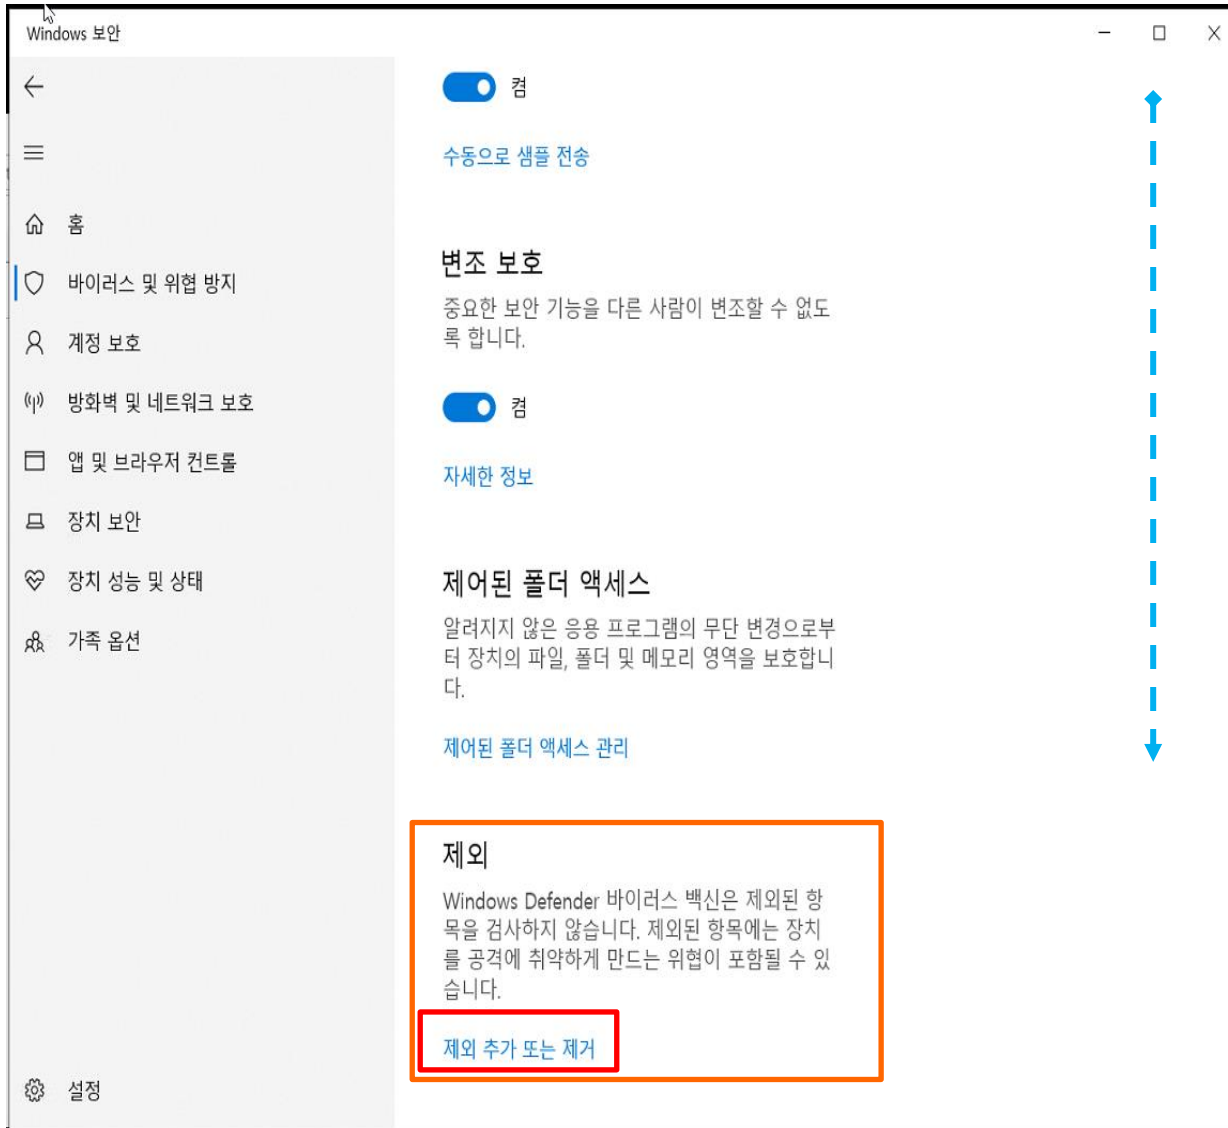 Windows 보안
홈
바이러스 및 위협 방지
계정 보호
방화벽 및 네트워크 보호
앱 및 브라우저 컨트롤
장치 보안
장치 성능 및 상태
가족 옵션
설정
켬
수동으로 샘플 전송
변조 보호
중요한 보안 기능을 다른 사람이 변조할 수 없도
록 합니다.
켬
자세한 정보
제어된 폴더 액세스
알려지지 않은 응용 프로그램의 무단 변경으로부
터 장치의 파일, 폴더 및 메모리 영역을 보호합니
다.
제어된 폴더 액세스 관리
제외
Windows Defender 바이러스 백신은 제외된 항
목을 검사하지 않습니다. 제외된 항목에는 장치
를 공격에 취약하게 만드는 위협이 포함될 수 있
습니다.
제외 추가 또는 제거